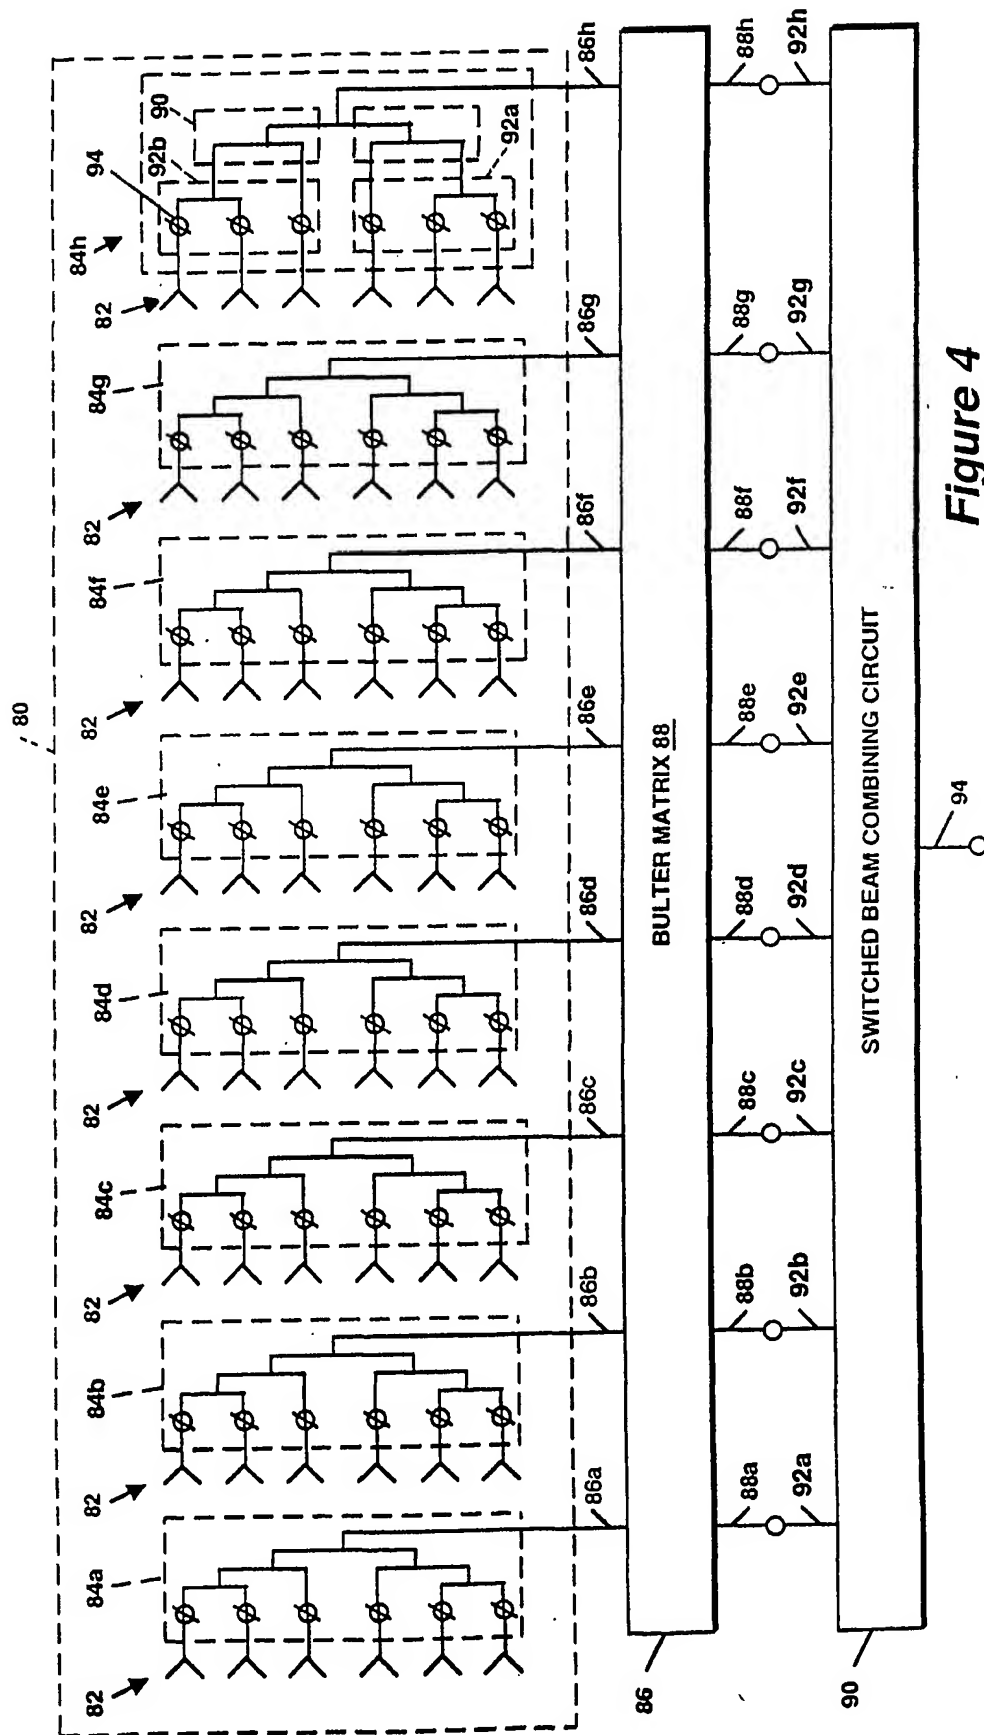 80
82
84a
82
84b
82
84c
82
84d
82
84e
82
84f
82
84g
82
84h
94
92b
90
92a
86a
86b
86c
86d
86e
86f
86g
86h
86
BULTER MATRIX 88
88a
88b
88c
88d
88e
88f
88g
88h
92a
92b
92c
92d
92e
92f
92g
92h
90
SWITCHED BEAM COMBINING CIRCUIT
94
Figure 4